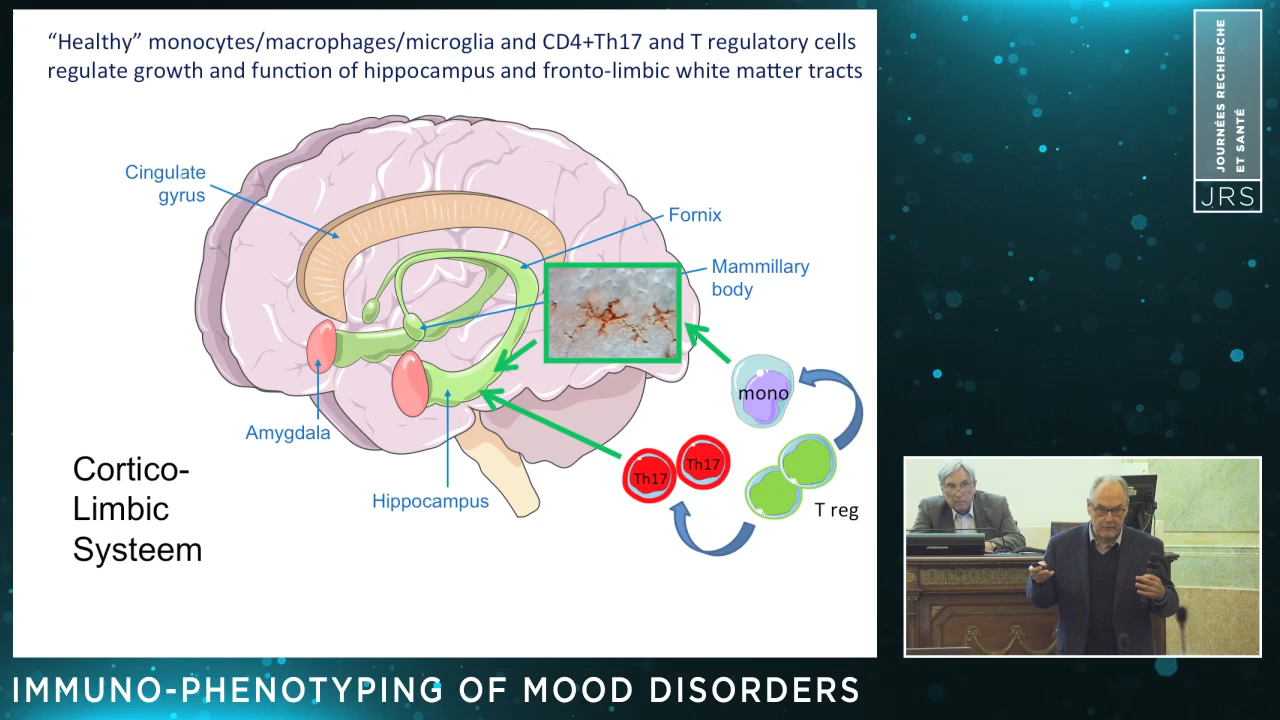 “Healthy” monocytes/macrophages/microglia and CD4+Th17 and T regulatory cells
regulate growth and function of hippocampus and fronto-limbic white matter tracts
Cingulate
gyrus
Fornix
Mammillary
body
mono
Th17
Th17
T reg
Amygdala
Hippocampus
Cortico-
Limbic
Systeem
JOURNÉES RECHERCHE
ET SANTÉ
JRS
IMMUNO-PHENOTYPING OF MOOD DISORDERS